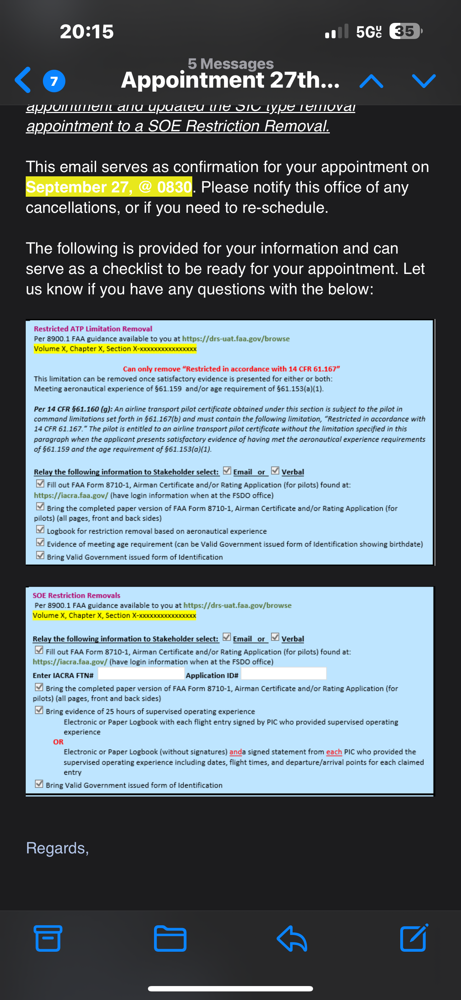 20:15
5G UC 35
5 Messages
7
Appointment 27th...
appointment and updated the SIC type removal
appointment to a SOE Restriction Removal.
This email serves as confirmation for your appointment on
September 27, @ 0830. Please notify this office of any
cancellations, or if you need to re-schedule.
The following is provided for your information and can
serve as a checklist to be ready for your appointment. Let
us know if you have any questions with the below:
Restricted ATP Limitation Removal
Per 8900.1 FAA guidance available to you at https://drs-uat.faa.gov/browse
Volume X, Chapter X, Section X-xxxxxxxxxxxxxxxx
Can only remove “Restricted in accordance with 14 CFR 61.167”
This limitation can be removed once satisfactory evidence is presented for either or both:
Meeting aeronautical experience of §61.159 and/or age requirement of §61.153(a)(1).
Per 14 CFR §61.160 (g): An airline transport pilot certificate obtained under this section is subject to the pilot in
command limitations set forth in §61.167(b) and must contain the following limitation, “Restricted in accordance with
14 CFR 61.167.” The pilot is entitled to an airline transport pilot certificate without the limitation specified in this
paragraph when the applicant presents satisfactory evidence of having met the aeronautical experience requirements
of §61.159 and the age requirement of §61.153(a)(1).
Relay the following information to Stakeholder select: Email or Verbal
Fill out FAA Form 8710-1, Airman Certificate and/or Rating Application (for pilots) found at:
https://iacra.faa.gov/ (have login information when at the FSDO office)
Bring the completed paper version of FAA Form 8710-1, Airman Certificate and/or Rating Application (for
pilots) (all pages, front and back sides)
Logbook for restriction removal based on aeronautical experience
Evidence of meeting age requirement (can be Valid Government issued form of Identification showing birthdate)
Bring Valid Government issued form of Identification
SOE Restriction Removals
Per 8900.1 FAA guidance available to you at https://drs-uat.faa.gov/browse
Volume X, Chapter X, Section X-xxxxxxxxxxxxxxxx
Relay the following information to Stakeholder select: Email or Verbal
Fill out FAA Form 8710-1, Airman Certificate and/or Rating Application (for pilots) found at:
https://iacra.faa.gov/ (have login information when at the FSDO office)
Enter IACRA FTN# Application ID#
Bring the completed paper version of FAA Form 8710-1, Airman Certificate and/or Rating Application (for
pilots) (all pages, front and back sides)
Bring evidence of 25 hours of supervised operating experience
Electronic or Paper Logbook with each flight entry signed by PIC who provided supervised operating
experience
OR
Electronic or Paper Logbook (without signatures) anda signed statement from each PIC who provided the
supervised operating experience including dates, flight times, and departure/arrival points for each claimed
entry
Bring Valid Government issued form of Identification
Regards,